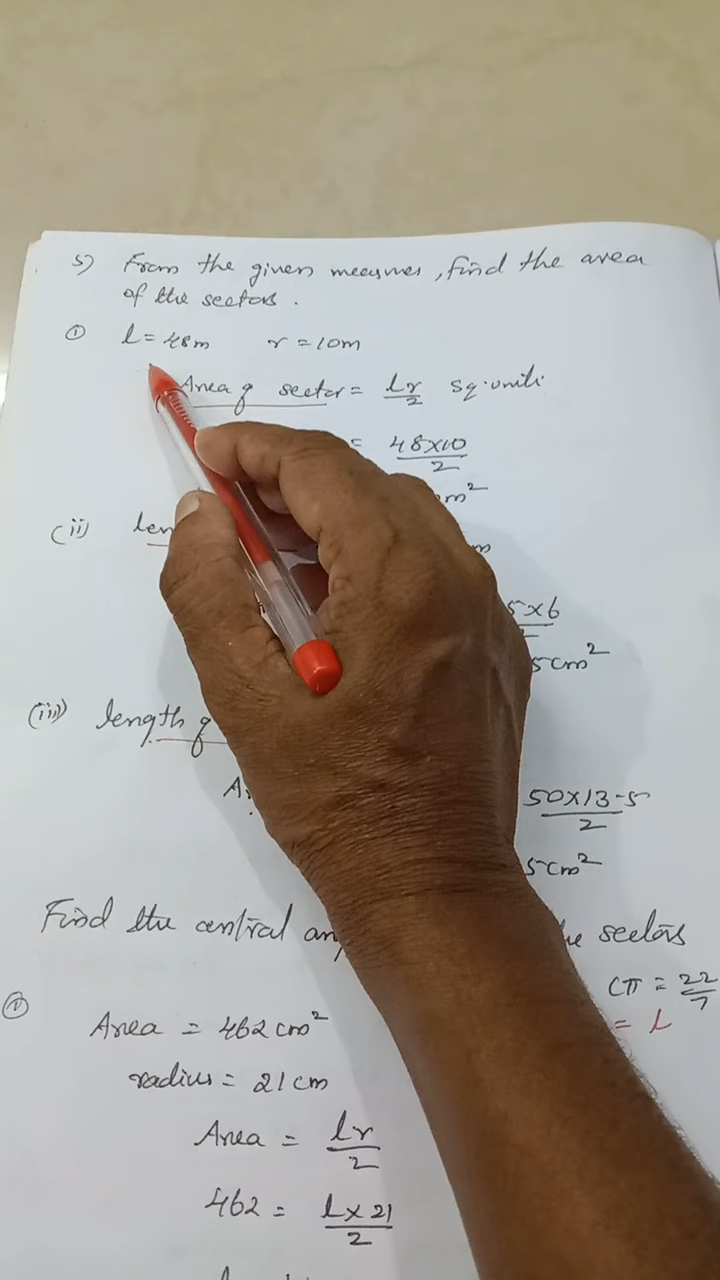 5) From the given measures, find the area
of the sectors.
① l = 48m r = 10m
Area of sector = lr/2 sq.units
= 48×10/2
m²
(ii)
m
5×6
5cm²
(iii) length of
50×13.5/2
5cm²
Find the central the sectors
(π = 22/7
= l
①
Area = 462 cm²
radius = 21 cm
Area = lr/2
462 = l × 21/2